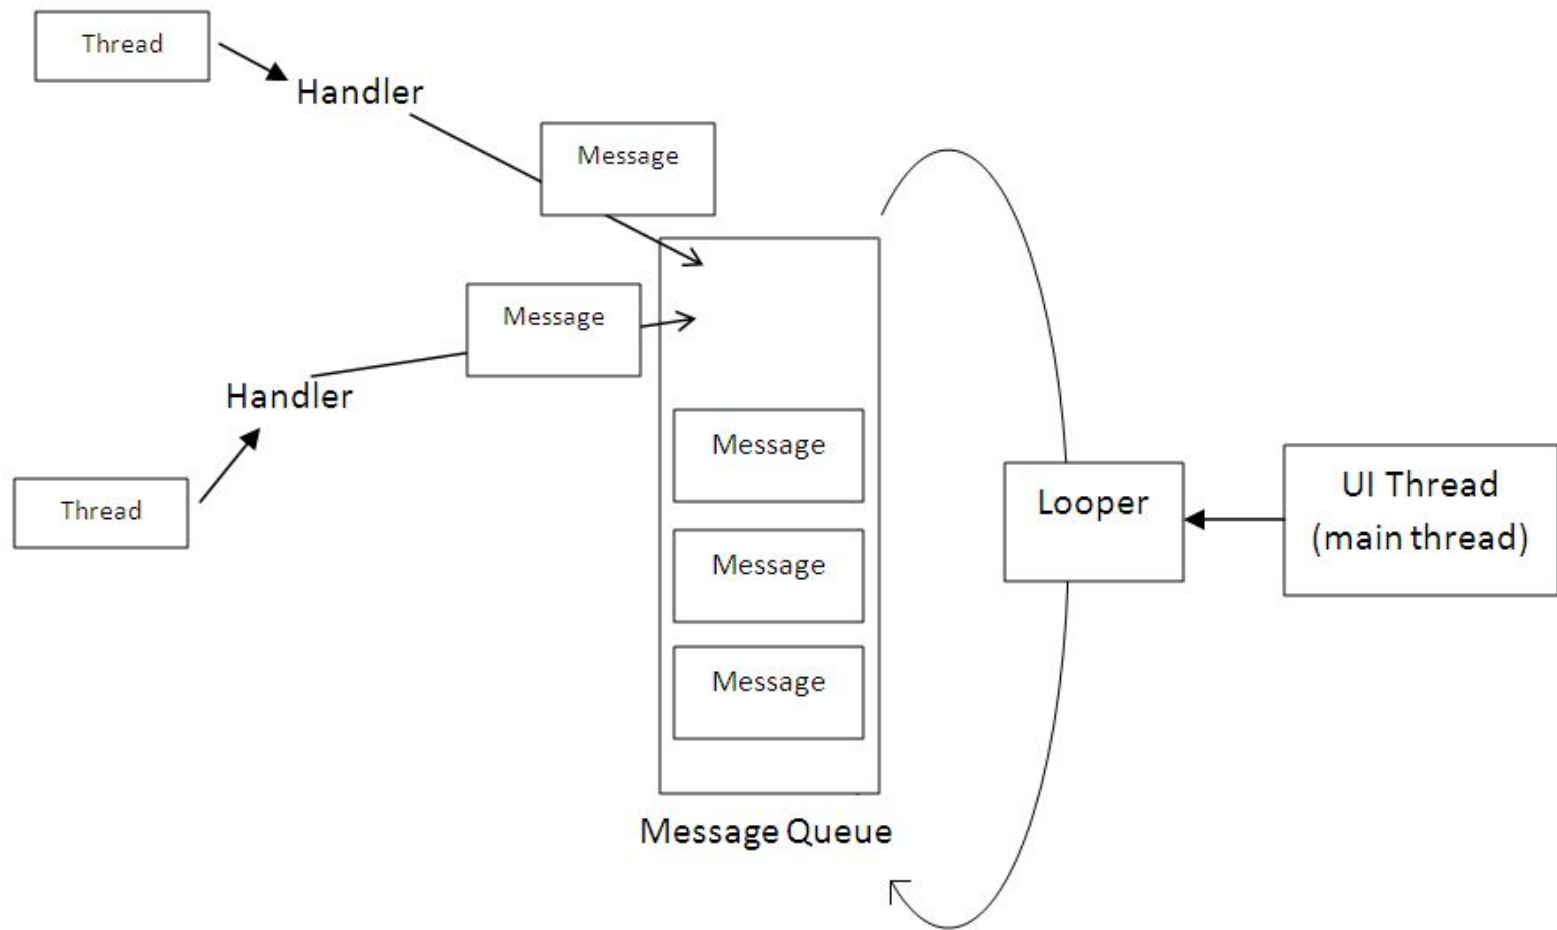 Thread
Handler
Message
Message
Handler
Message
Looper
UI Thread
(main thread)
Thread
Message
Message
Message Queue